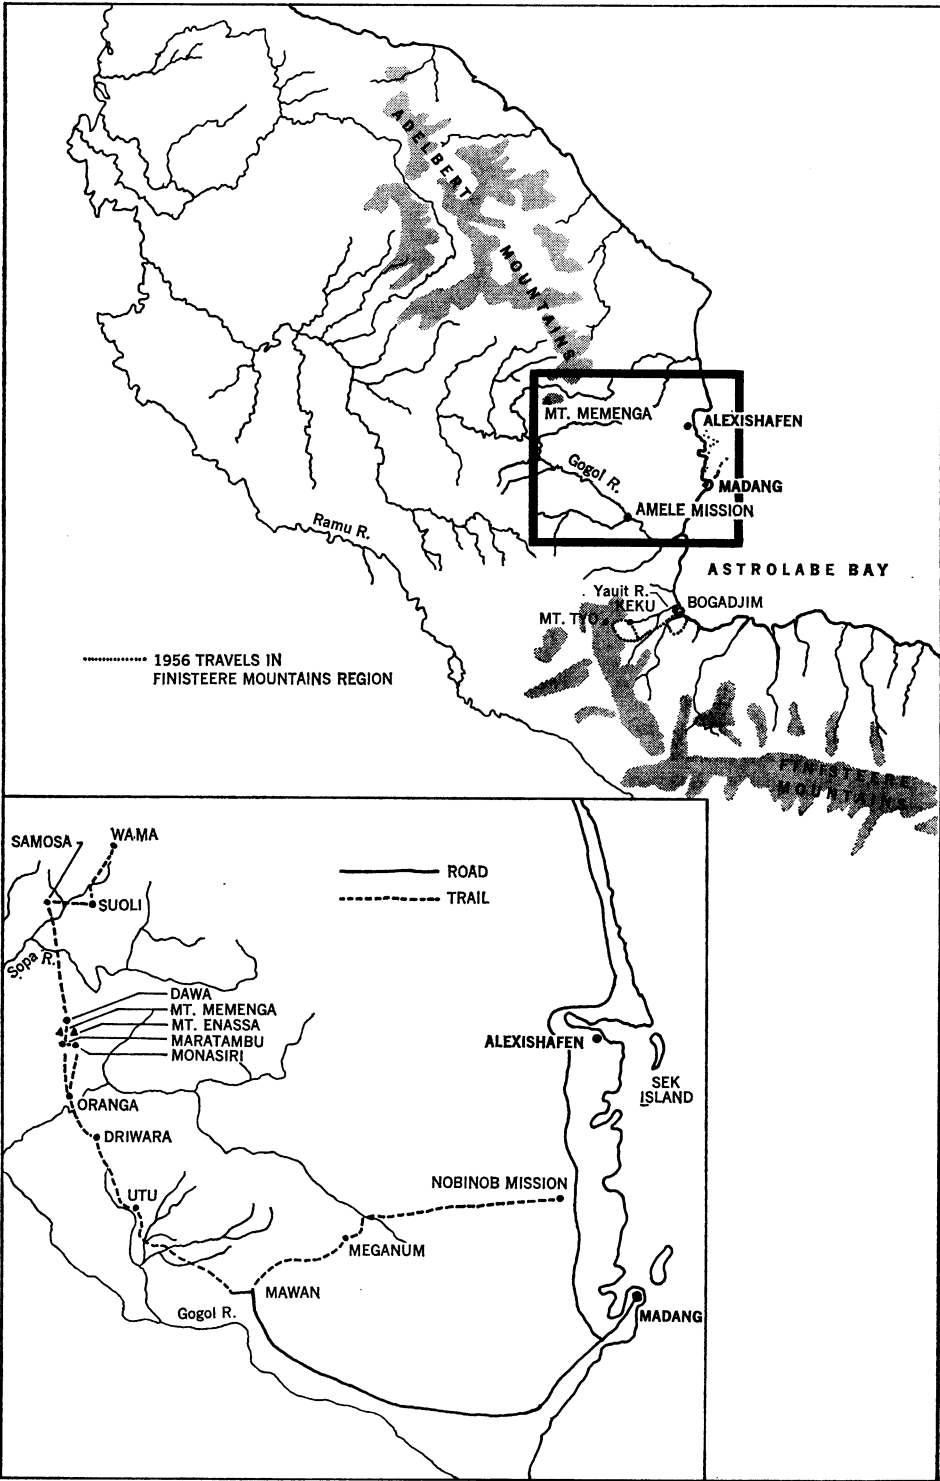 ADELBERT
MOUNTAINS
MT. MEMENGA
ALEXISHAFEN
Gogol R.
MADANG
AMELE MISSION
Ramu R.
ASTROLABE BAY
Yauit R.
KEKU
BOGADJIM
MT. TYO
1956 TRAVELS IN
FINISTEERE MOUNTAINS REGION
FINISTEERE
MOUNTAINS
SAMOSA
WAMA
ROAD
TRAIL
SUOLI
Sopa R.
DAWA
MT. MEMENGA
MT. ENASSA
MARATAMBU
MONASIRI
ALEXISHAFEN
SEK
ISLAND
ORANGA
DRIWARA
NOBINOB MISSION
UTU
MEGANUM
MAWAN
Gogol R.
MADANG